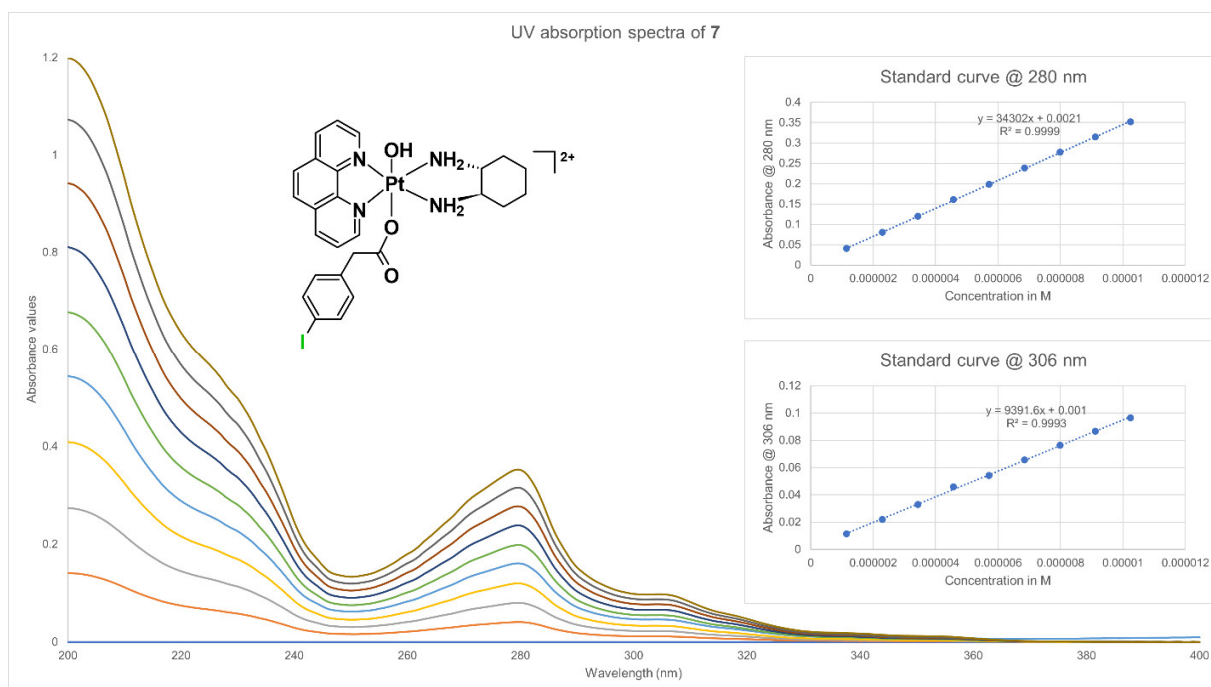 UV absorption spectra of 7
Absorbance values
1.2
1
0.8
0.6
0.4
0.2
0
200
220
240
260
280
300
320
340
360
380
400
Wavelength (nm)
OH
N
NH2
2+
Pt
N
NH2
O
O
I
Standard curve @ 280 nm
Absorbance @ 280 nm
0.4
0.35
0.3
0.25
0.2
0.15
0.1
0.05
0
y = 34302x + 0.0021
R² = 0.9999
0
0.000002
0.000004
0.000006
0.000008
0.00001
0.000012
Concentration in M
Standard curve @ 306 nm
Absorbance @ 306 nm
0.12
0.1
0.08
0.06
0.04
0.02
0
y = 9391.6x + 0.001
R² = 0.9993
0
0.000002
0.000004
0.000006
0.000008
0.00001
0.000012
Concentration in M